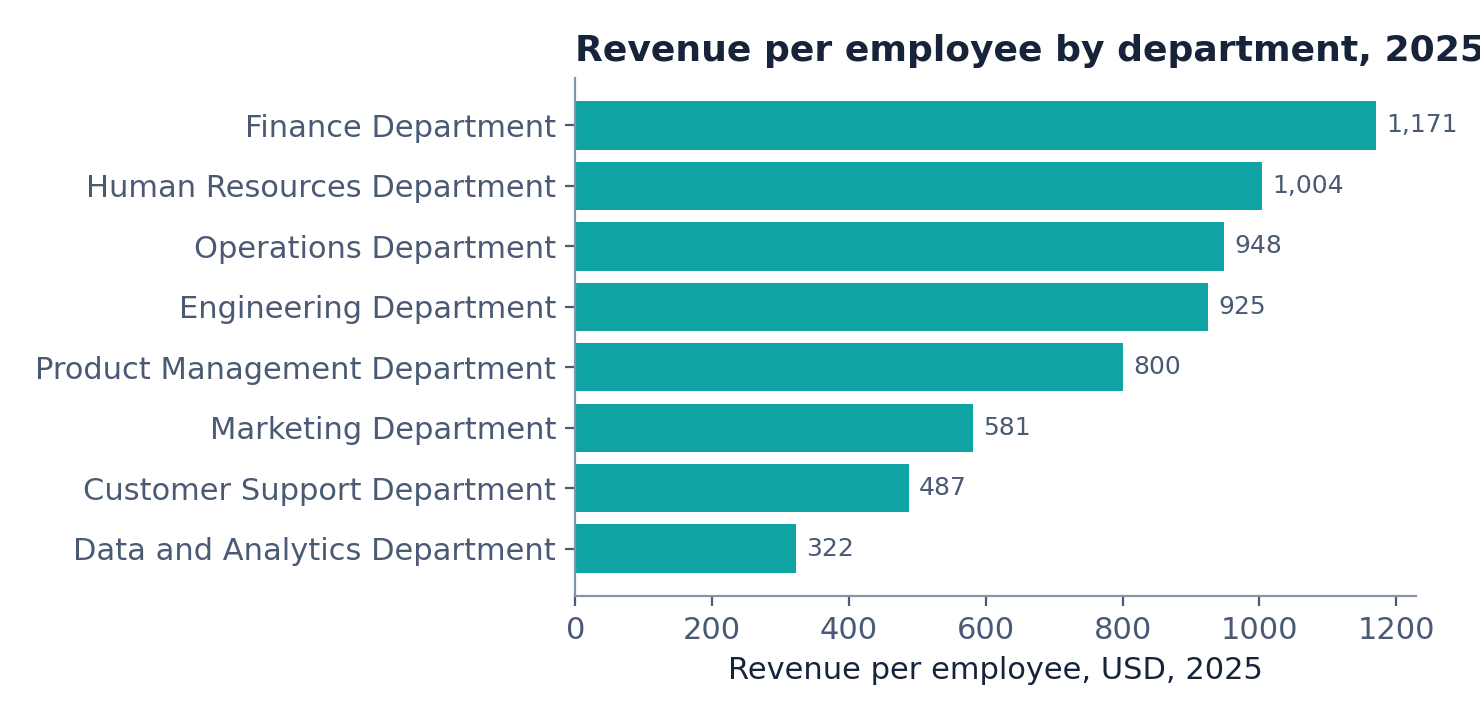 Revenue per employee by department, 2025
Finance Department 1,171
Human Resources Department 1,004
Operations Department 948
Engineering Department 925
Product Management Department 800
Marketing Department 581
Customer Support Department 487
Data and Analytics Department 322
0 200 400 600 800 1000 1200
Revenue per employee, USD, 2025